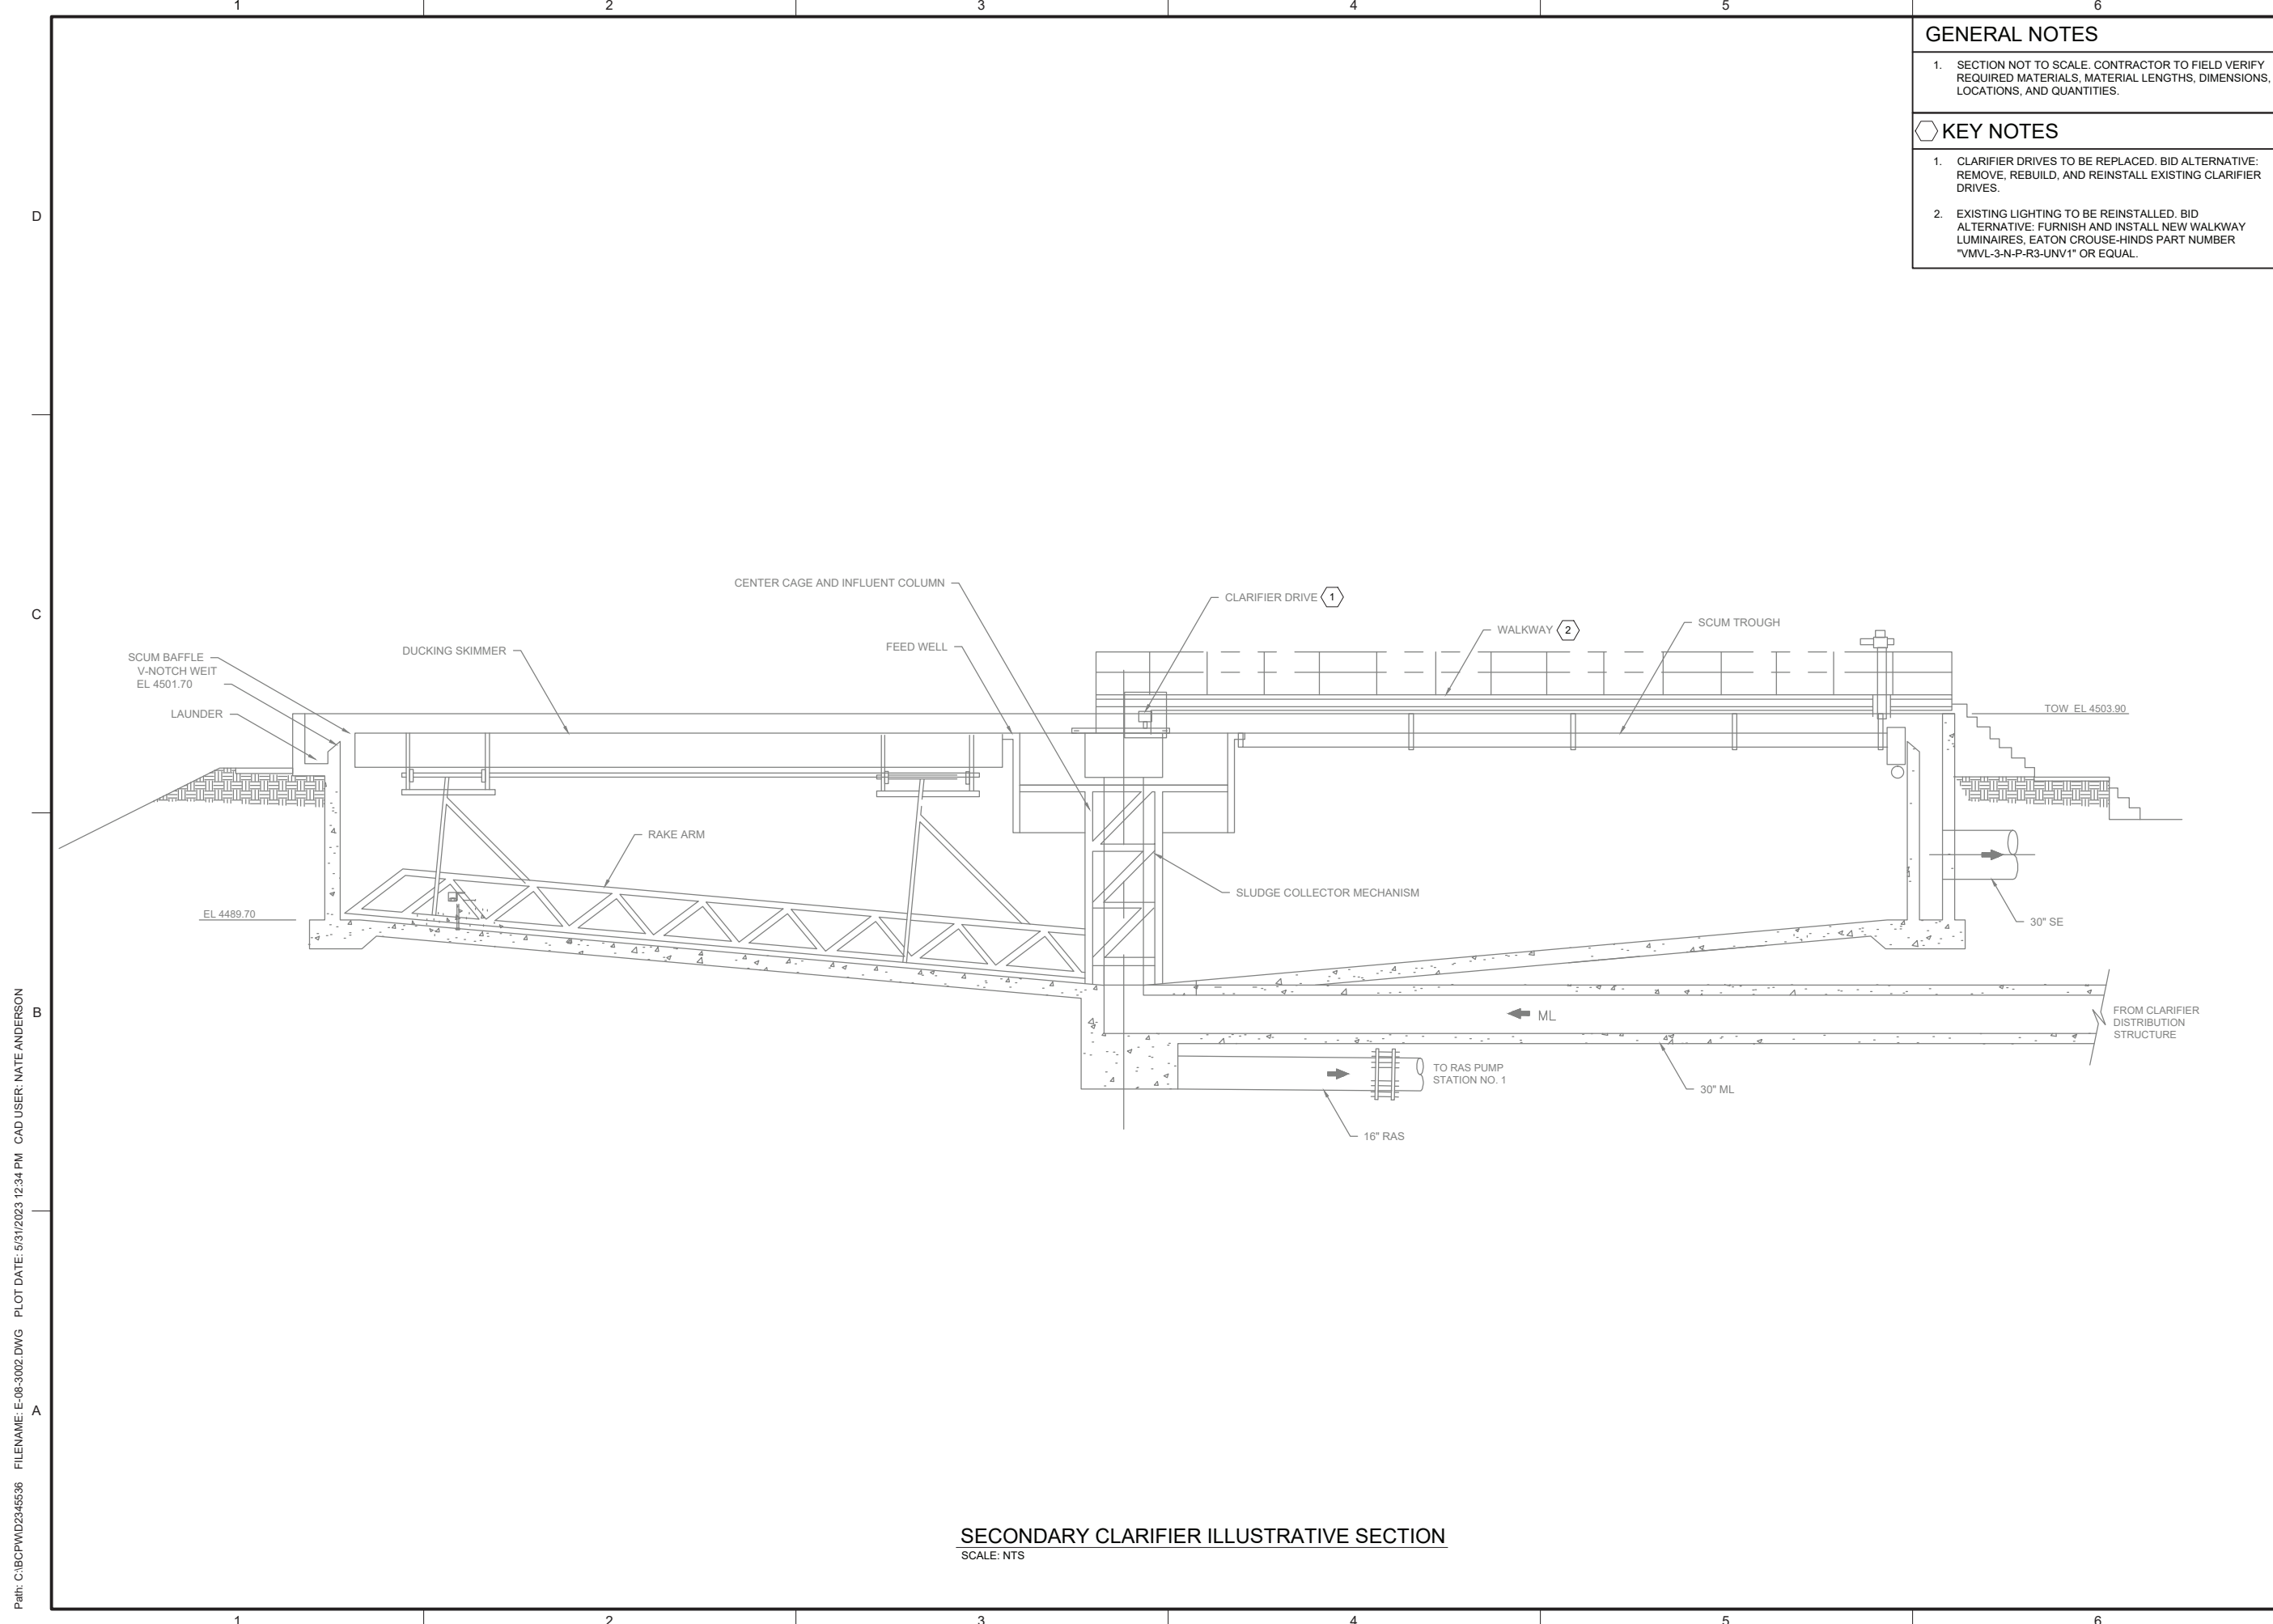 1 2 3 4 5 6
GENERAL NOTES
1. SECTION NOT TO SCALE. CONTRACTOR TO FIELD VERIFY
REQUIRED MATERIALS, MATERIAL LENGTHS, DIMENSIONS,
LOCATIONS, AND QUANTITIES.
KEY NOTES
1. CLARIFIER DRIVES TO BE REPLACED. BID ALTERNATIVE:
REMOVE, REBUILD, AND REINSTALL EXISTING CLARIFIER
DRIVES.
2. EXISTING LIGHTING TO BE REINSTALLED. BID
ALTERNATIVE: FURNISH AND INSTALL NEW WALKWAY
LUMINAIRES, EATON CROUSE-HINDS PART NUMBER
"VMVL-3-N-P-R3-UNV1" OR EQUAL.
D
C
B
A
CENTER CAGE AND INFLUENT COLUMN
CLARIFIER DRIVE 1
WALKWAY 2
SCUM TROUGH
FEED WELL
DUCKING SKIMMER
SCUM BAFFLE
V-NOTCH WEIT
EL 4501.70
LAUNDER
TOW EL 4503.90
RAKE ARM
SLUDGE COLLECTOR MECHANISM
EL 4489.70
30" SE
ML
FROM CLARIFIER
DISTRIBUTION
STRUCTURE
TO RAS PUMP
STATION NO. 1
30" ML
16" RAS
SECONDARY CLARIFIER ILLUSTRATIVE SECTION
SCALE: NTS
Path: C:\BCPW\D2345536 FILENAME: E-08-3002.DWG PLOT DATE: 5/31/2023 12:34 PM CAD USER: NATE ANDERSON
1 2 3 4 5 6